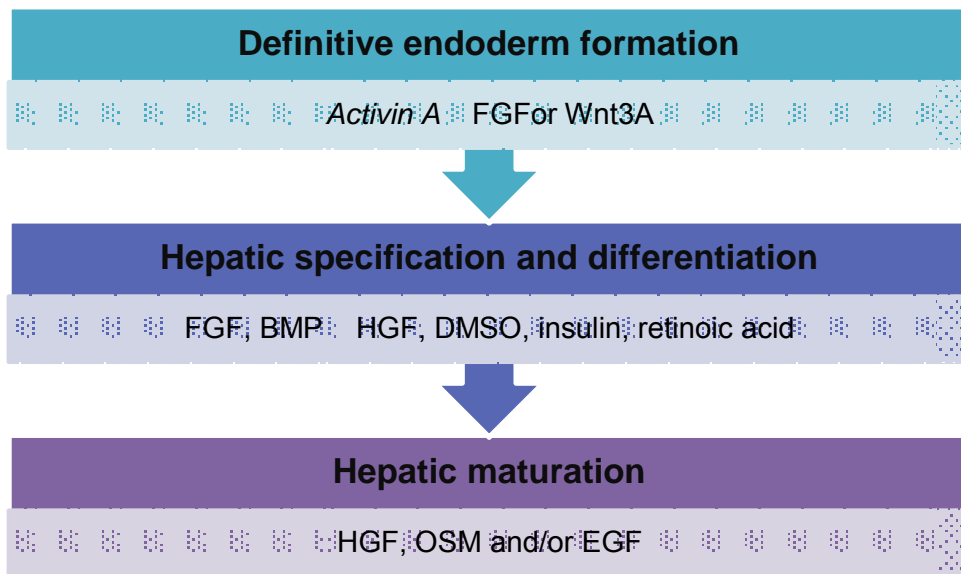 Definitive endoderm formation
Activin A   FGFor Wnt3A
Hepatic specification and differentiation
FGF, BMP   HGF, DMSO, insulin, retinoic acid
Hepatic maturation
HGF, OSM and/or EGF